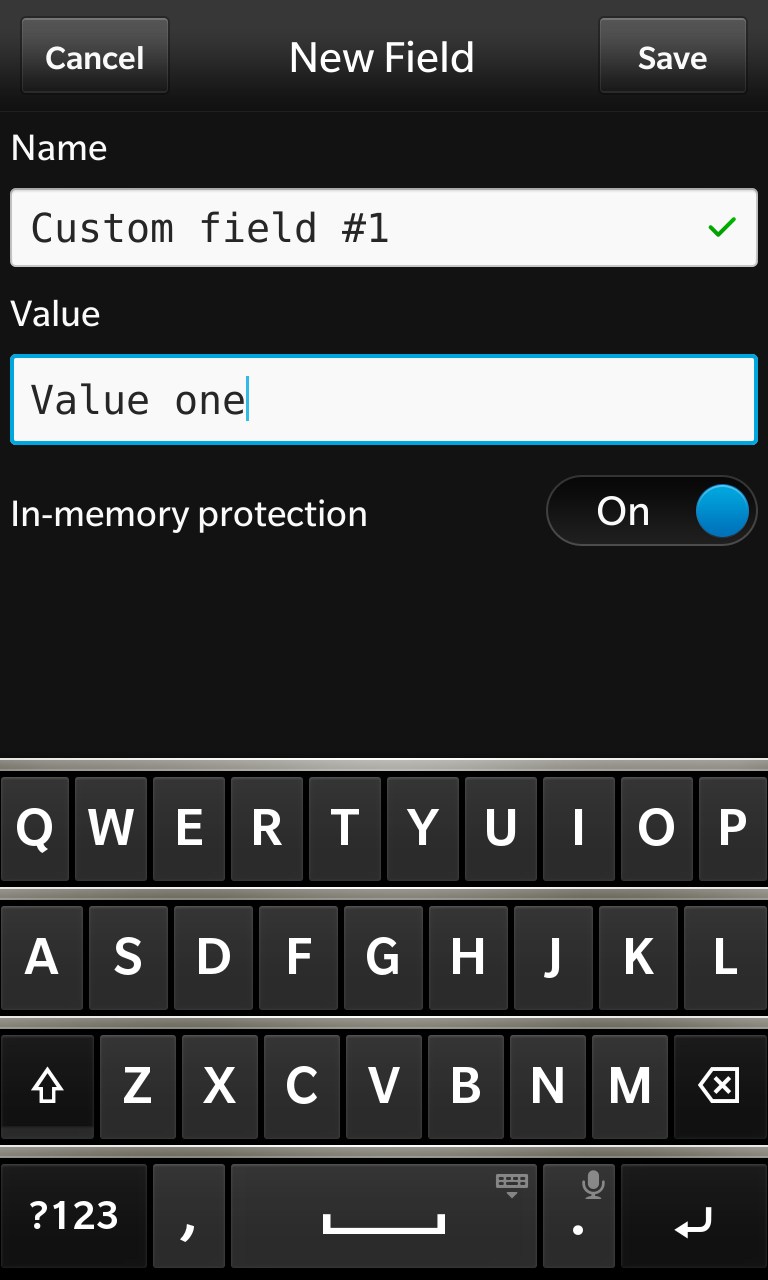 Cancel New Field Save
Name
Custom field #1
Value
Value one
In-memory protection On
Q W E R T Y U I O P
A S D F G H J K L
Z X C V B N M
?123 , .